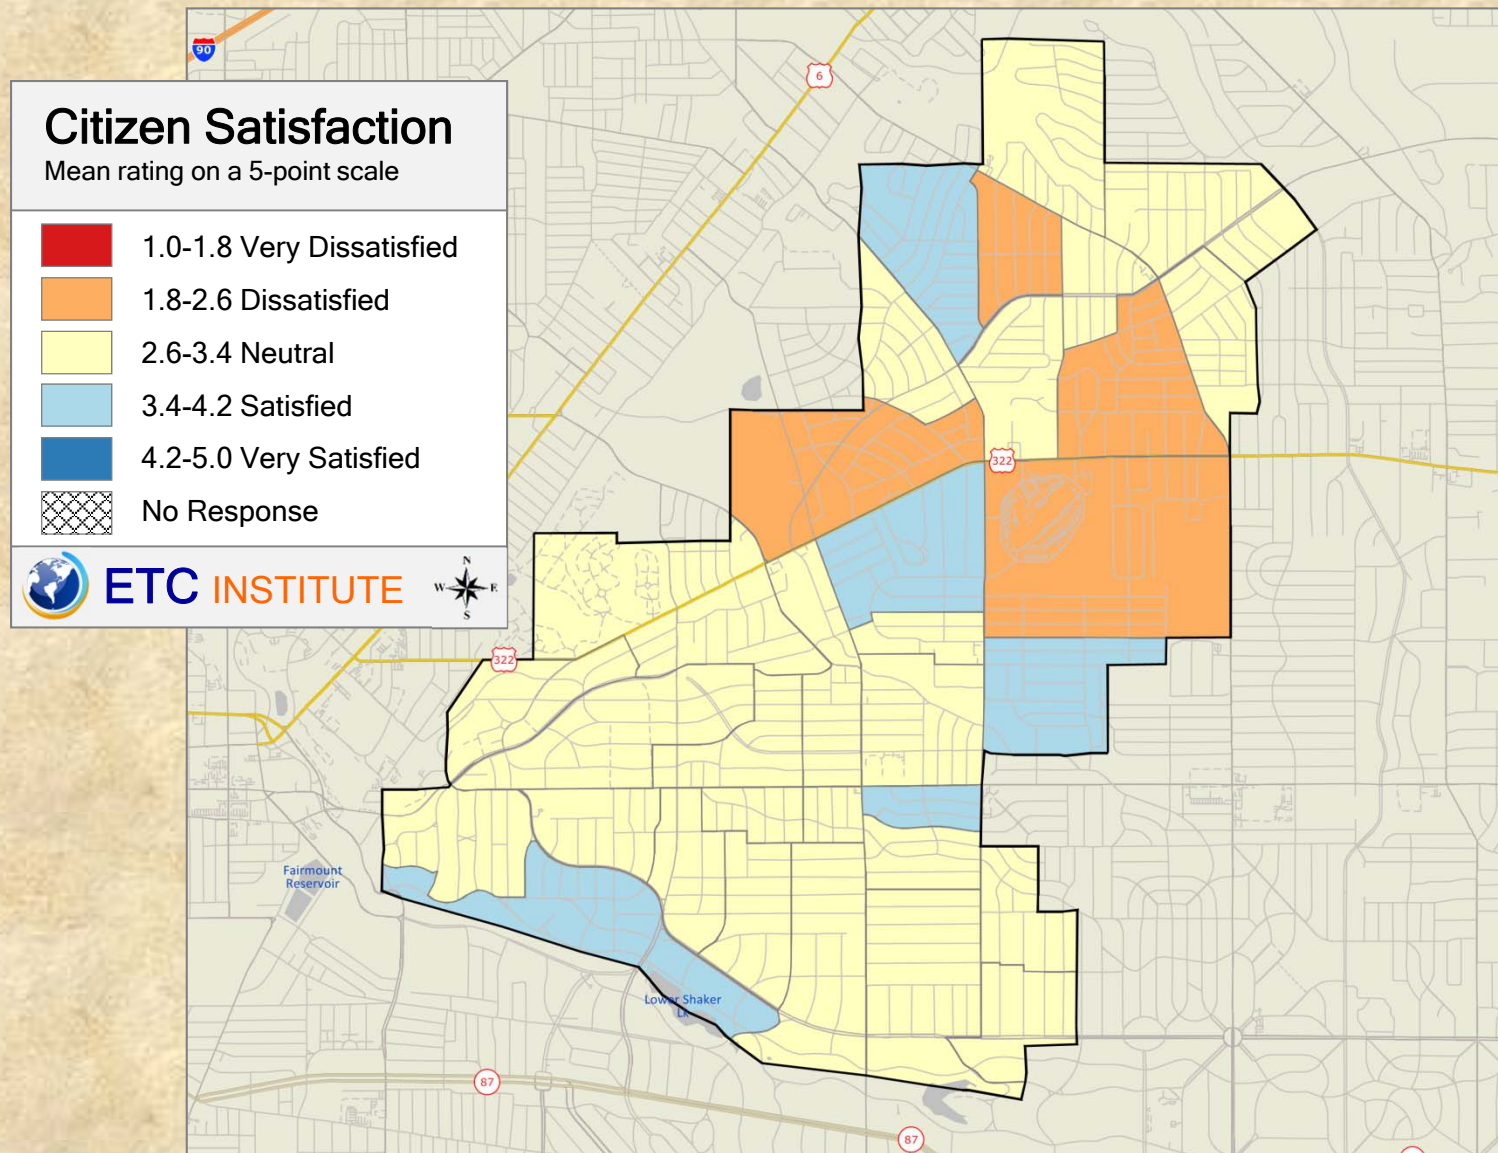 90
6
Citizen Satisfaction
Mean rating on a 5-point scale
1.0-1.8 Very Dissatisfied
1.8-2.6 Dissatisfied
2.6-3.4 Neutral
3.4-4.2 Satisfied
4.2-5.0 Very Satisfied
No Response
ETC INSTITUTE
N
W E
S
322
322
Fairmount
Reservoir
Lower Shaker
Lk
87
87